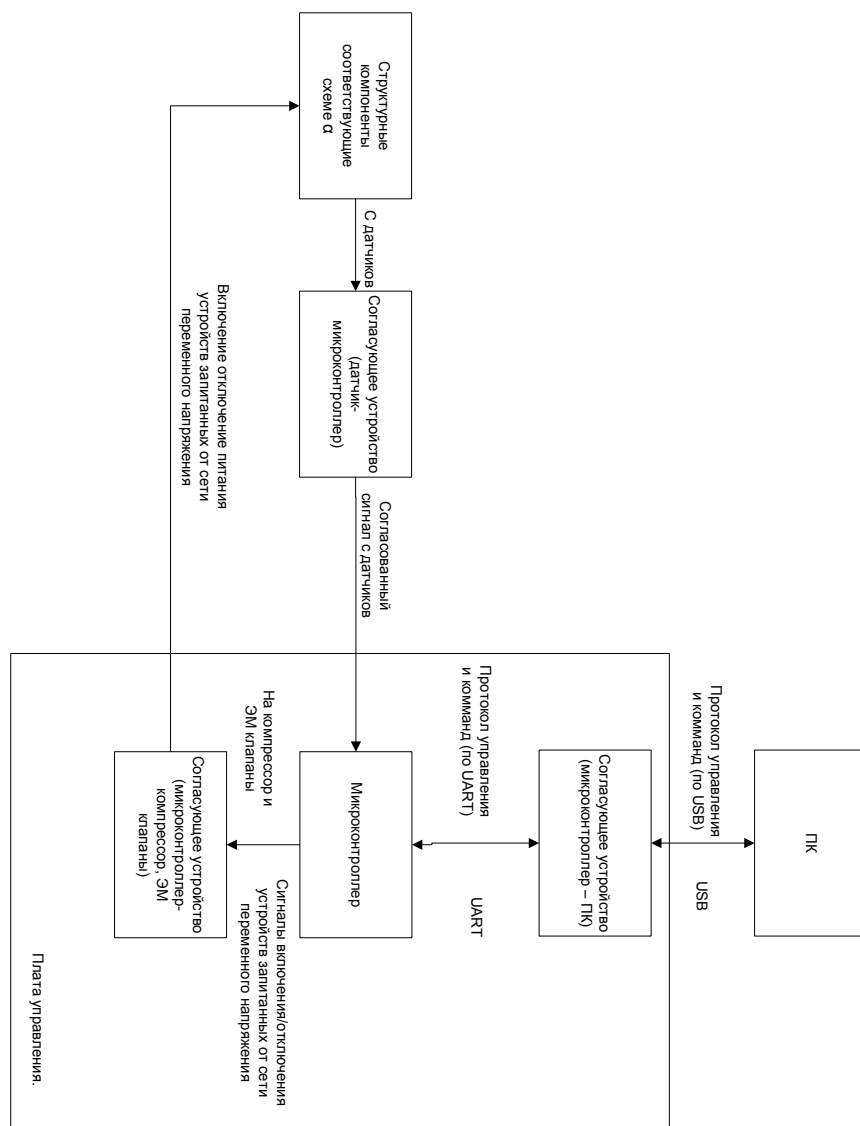 Структурные
компоненты
соответствующие
схеме α
С датчиков
Согласующее устройство
(датчик-
микроконтроллер)
Согласованный
сигнал с датчиков
Включение отключение питания
устройств запитанных от сети
переменного напряжения
ПК
Протокол управления
и комманд (по USB)
USB
Согласующее устройство
(микроконтроллер – ПК)
Протокол управления
и комманд (по UART)
UART
Микроконтроллер
На компрессор и
ЭМ клапаны
Сигналы включения/отключения
устройств запитанных от сети
переменного напряжения
Согласующее устройство
(микроконтроллер-
компрессор, ЭМ
клапаны)
Плата управления.